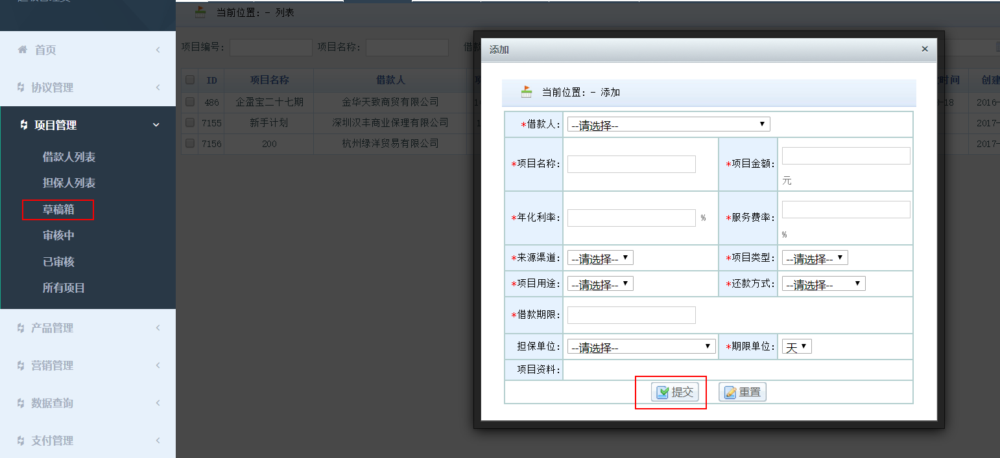 当前位置: - 列表
首页
协议管理
项目管理
借款人列表
担保人列表
草稿箱
审核中
已审核
所有项目
产品管理
营销管理
数据查询
支付管理
项目编号: 项目名称:
ID 项目名称 借款人 时间
486 企盈宝二十七期 金华天致商贸有限公司 -18 2016-
7155 新手计划 深圳汉丰商业保理有限公司 2017-
7156 200 杭州绿洋贸易有限公司 2017-
添加 ×
当前位置: - 添加
*借款人: --请选择--
*项目名称: *项目金额:
元
*年化利率: % *服务费率:
%
*来源渠道: --请选择-- *项目类型: --请选择--
*项目用途: --请选择-- *还款方式: --请选择--
*借款期限:
担保单位: --请选择-- *期限单位: 天
项目资料:
提交 重置